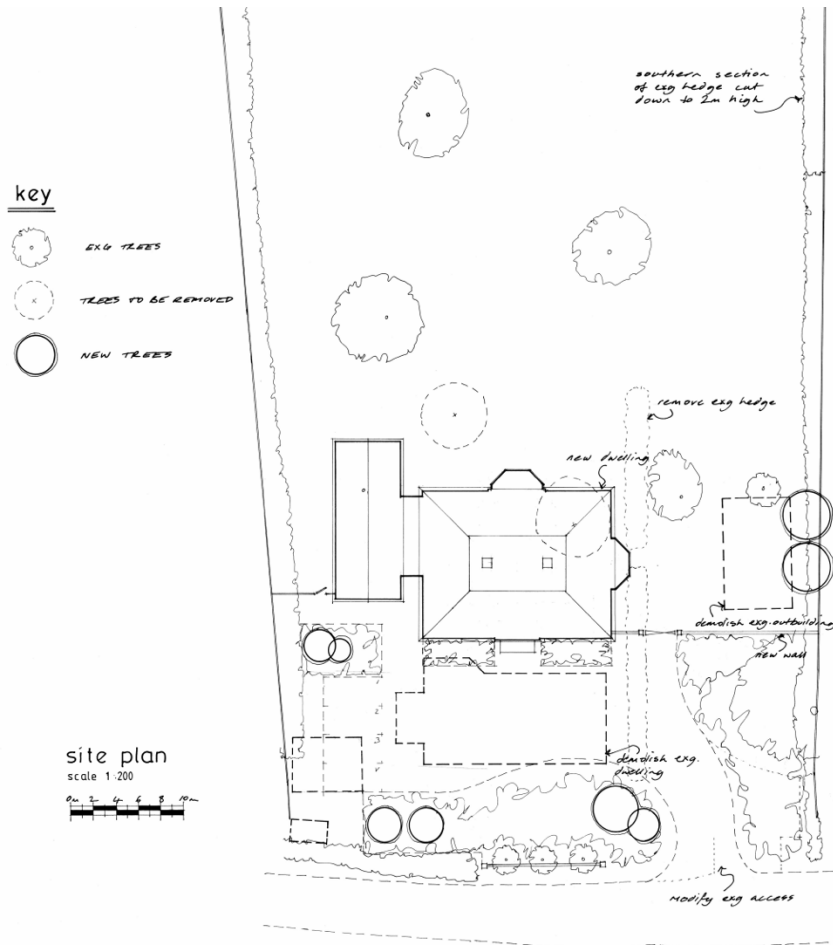 southern section
of exg hedge cut
down to 2m high
key
EXG TREES
TREES TO BE REMOVED
NEW TREES
remove exg hedge
new dwelling
demolish exg. outbuilding
new wall
demolish exg.
dwelling
site plan
scale 1:200
0m 2 4 6 8 10m
modify exg access